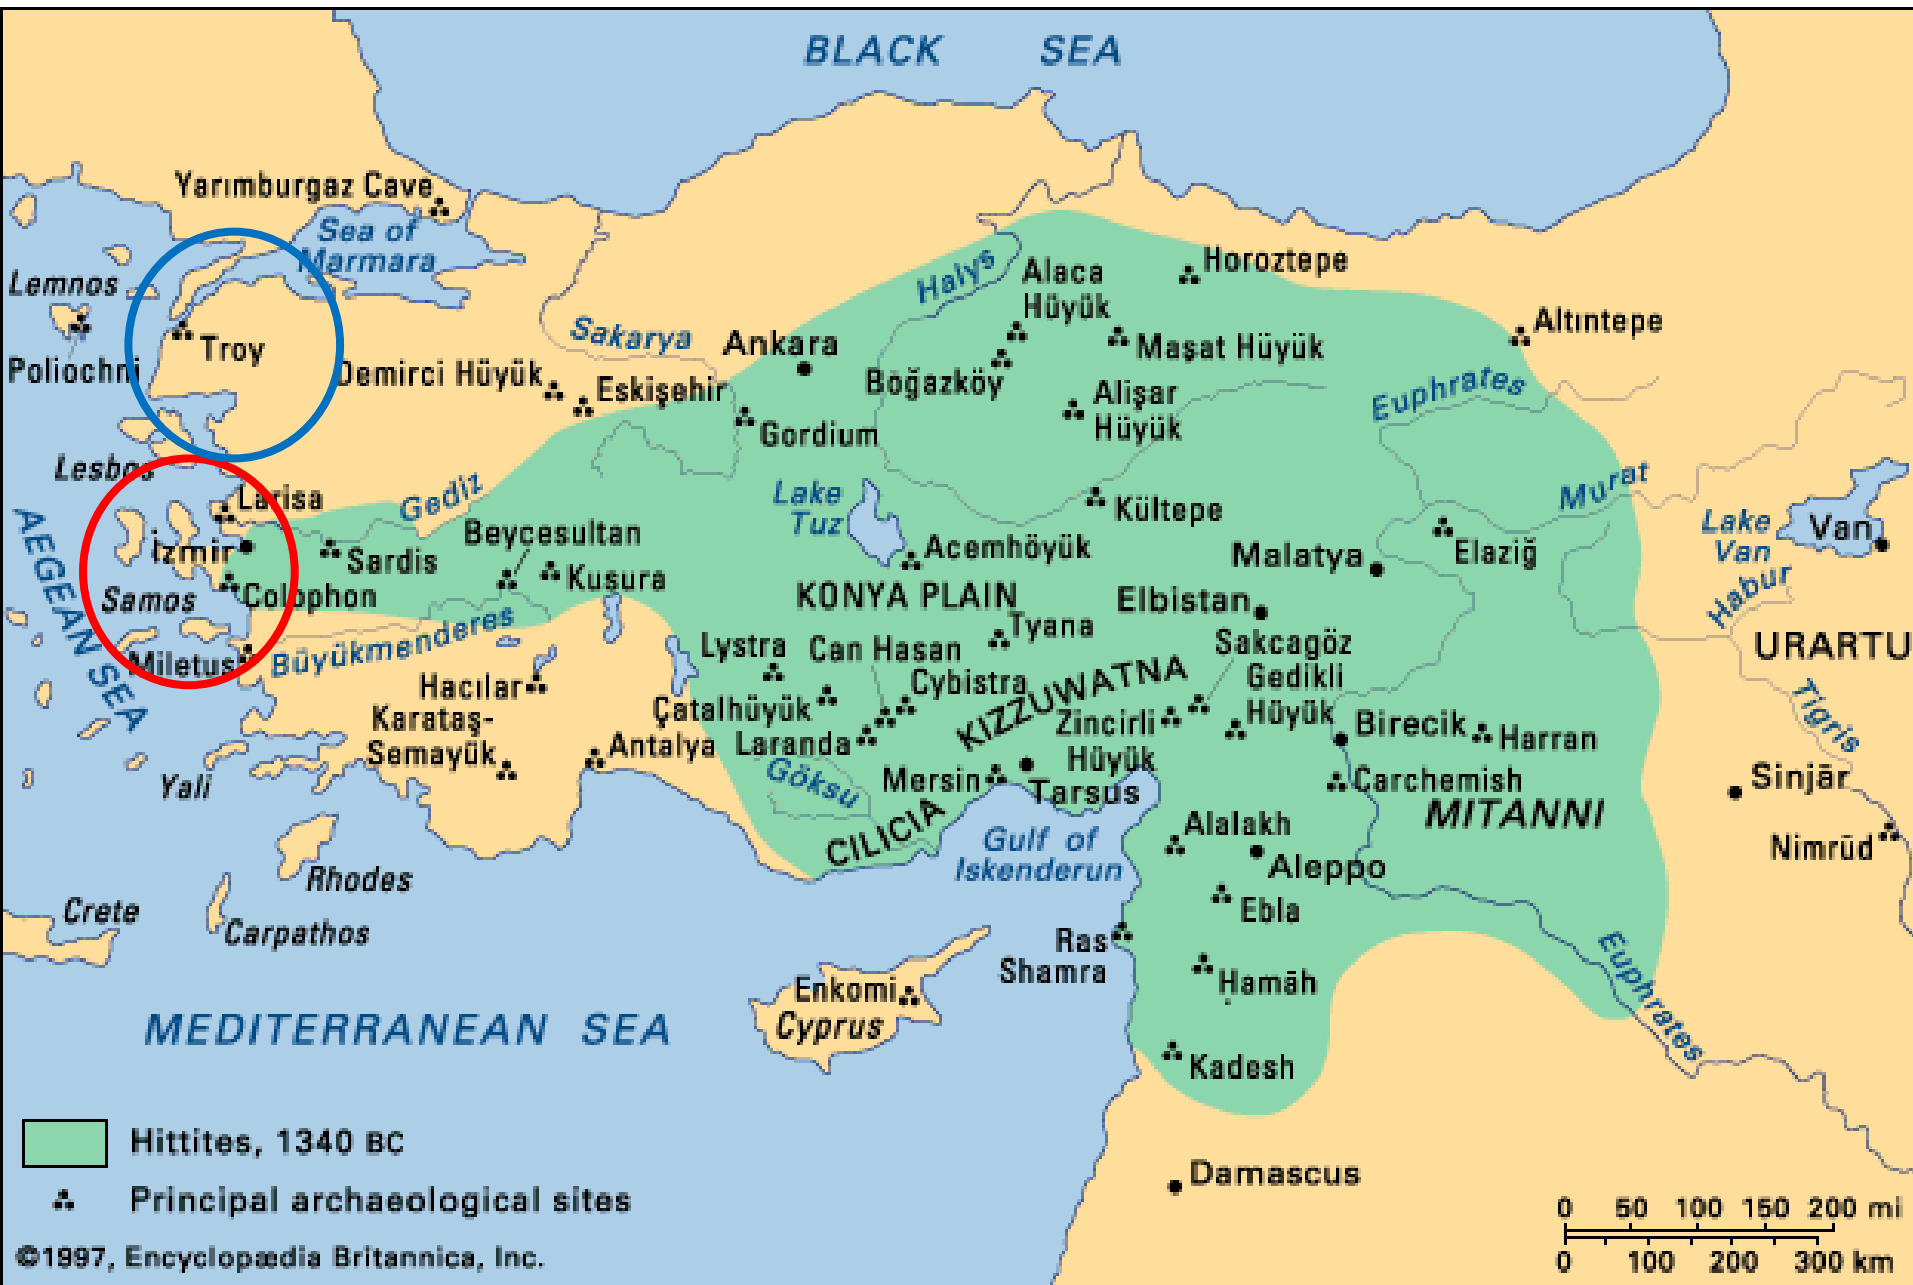 BLACK SEA
Yarımburgaz Cave
Sea of
Marmara
Lemnos
Poliochni
Troy
Halys
Alaca
Hüyük
Horoztepe
Sakarya
Ankara
Boğazköy
Maşat Hüyük
Altıntepe
Demirci Hüyük
Eskişehir
Gordium
Alişar
Hüyük
Euphrates
Lesbos
Larisa
Gediz
Lake
Tuz
Kültepe
Murat
Lake
Van
Van
AEGEAN SEA
İzmir
Sardis
Beycesultan
Kusura
Acemhöyük
Malatya
Elaziğ
Samos
Colophon
KONYA PLAIN
Elbistan
Habur
Miletus
Büyükmenderes
Lystra
Can Hasan
Tyana
Sakcagöz
URARTU
Hacılar
Çatalhüyük
Cybistra
KIZZUWATNA
Gedikli
Hüyük
Tigris
Karataş-
Semayük
Antalya
Laranda
Zincirli
Hüyük
Birecik
Harran
Yali
Göksu
Mersin
Tarsus
Carchemish
Sinjār
CILICIA
MITANNI
Gulf of
Iskenderun
Alalakh
Aleppo
Nimrūd
Rhodes
Crete
Carpathos
Ebla
Ras
Shamra
Euphrates
Enkomi
Cyprus
Ḥamāh
MEDITERRANEAN SEA
Kadesh
Hittites, 1340 BC
Principal archaeological sites
Damascus
0 50 100 150 200 mi
0 100 200 300 km
©1997, Encyclopædia Britannica, Inc.